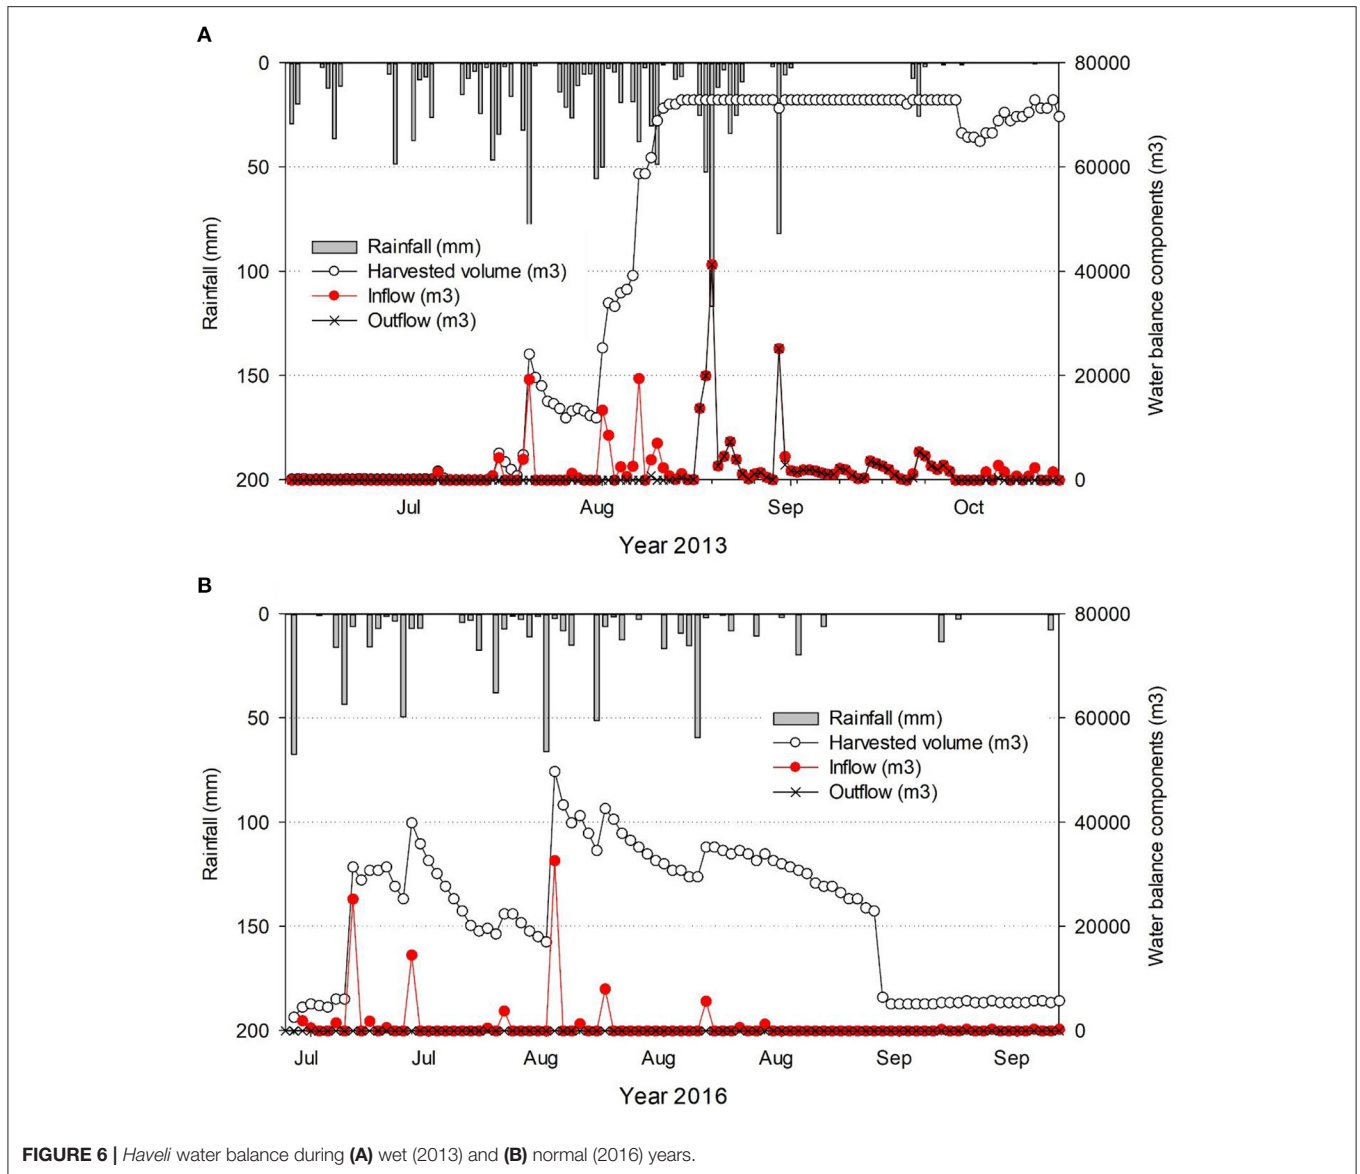 A
0 80000
50 60000
100 40000
150 20000
200 0
Rainfall (mm)
Water balance components (m3)
Rainfall (mm)
Harvested volume (m3)
Inflow (m3)
Outflow (m3)
Jul Aug Sep Oct
Year 2013
B
0 80000
50 60000
100 40000
150 20000
200 0
Rainfall (mm)
Water balance components (m3)
Rainfall (mm)
Harvested volume (m3)
Inflow (m3)
Outflow (m3)
Jul Jul Aug Aug Aug Sep Sep
Year 2016
FIGURE 6 | Haveli water balance during (A) wet (2013) and (B) normal (2016) years.